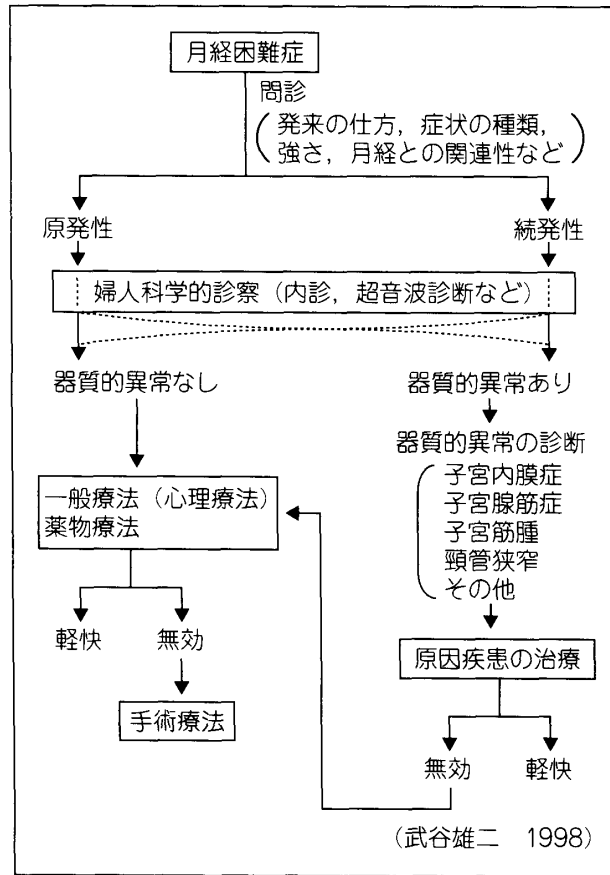 月経困難症
問診
発来の仕方，症状の種類，
強さ，月経との関連性など
原発性
続発性
婦人科学的診察（内診，超音波診断など）
器質的異常なし
器質的異常あり
器質的異常の診断
子宮内膜症
子宮腺筋症
子宮筋腫
頸管狭窄
その他
一般療法（心理療法）
薬物療法
軽快
無効
手術療法
原因疾患の治療
無効
軽快
（武谷雄二　1998）